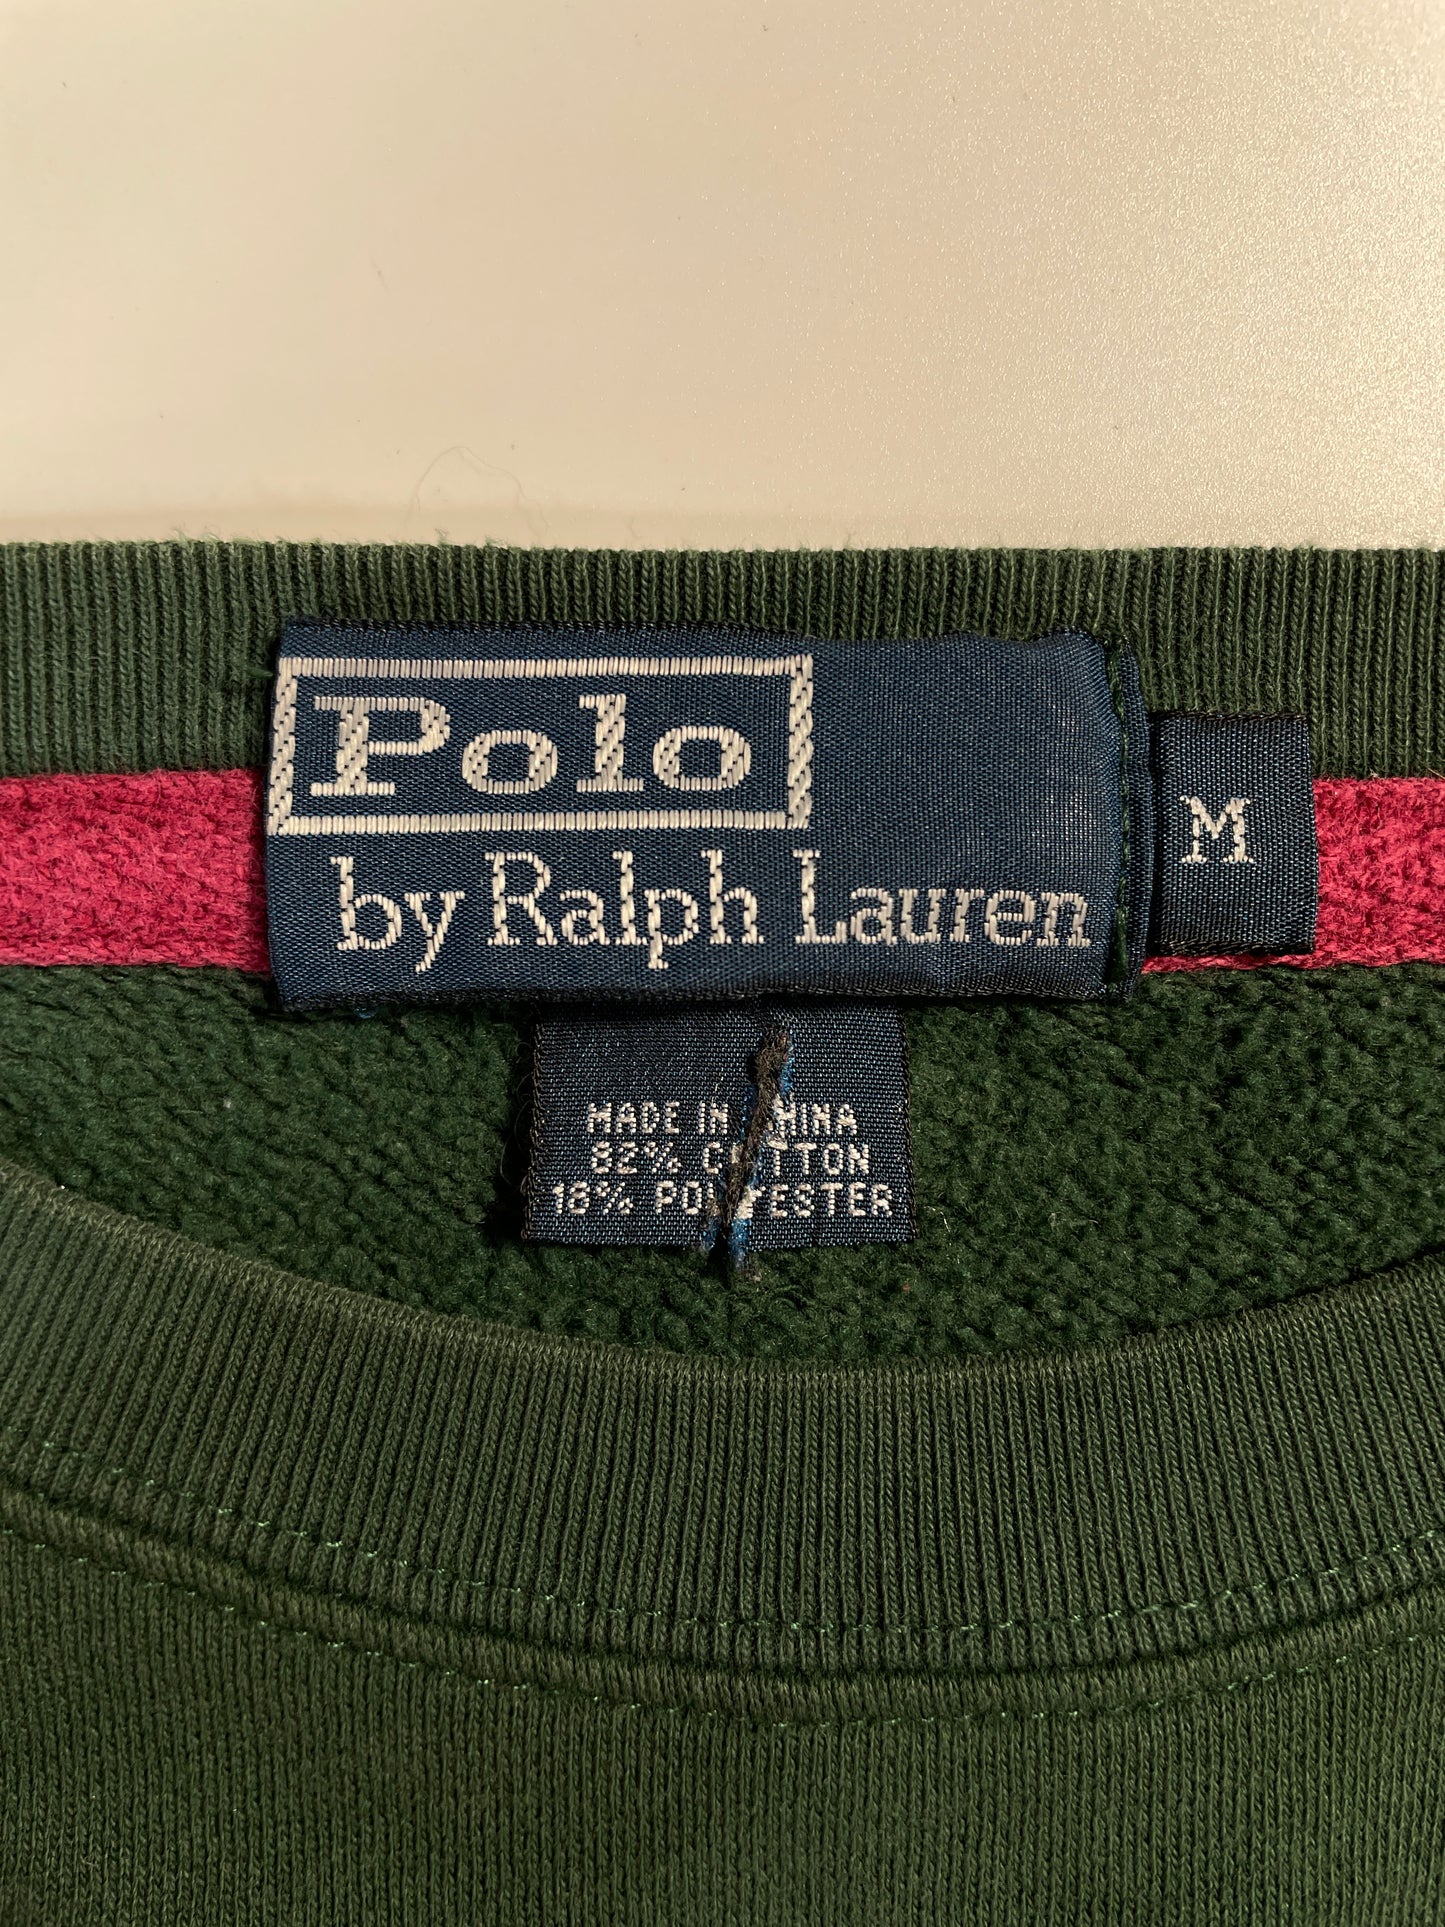 Polo
by Ralph Lauren
M
MADE IN CHINA
82% COTTON
18% POLYESTER